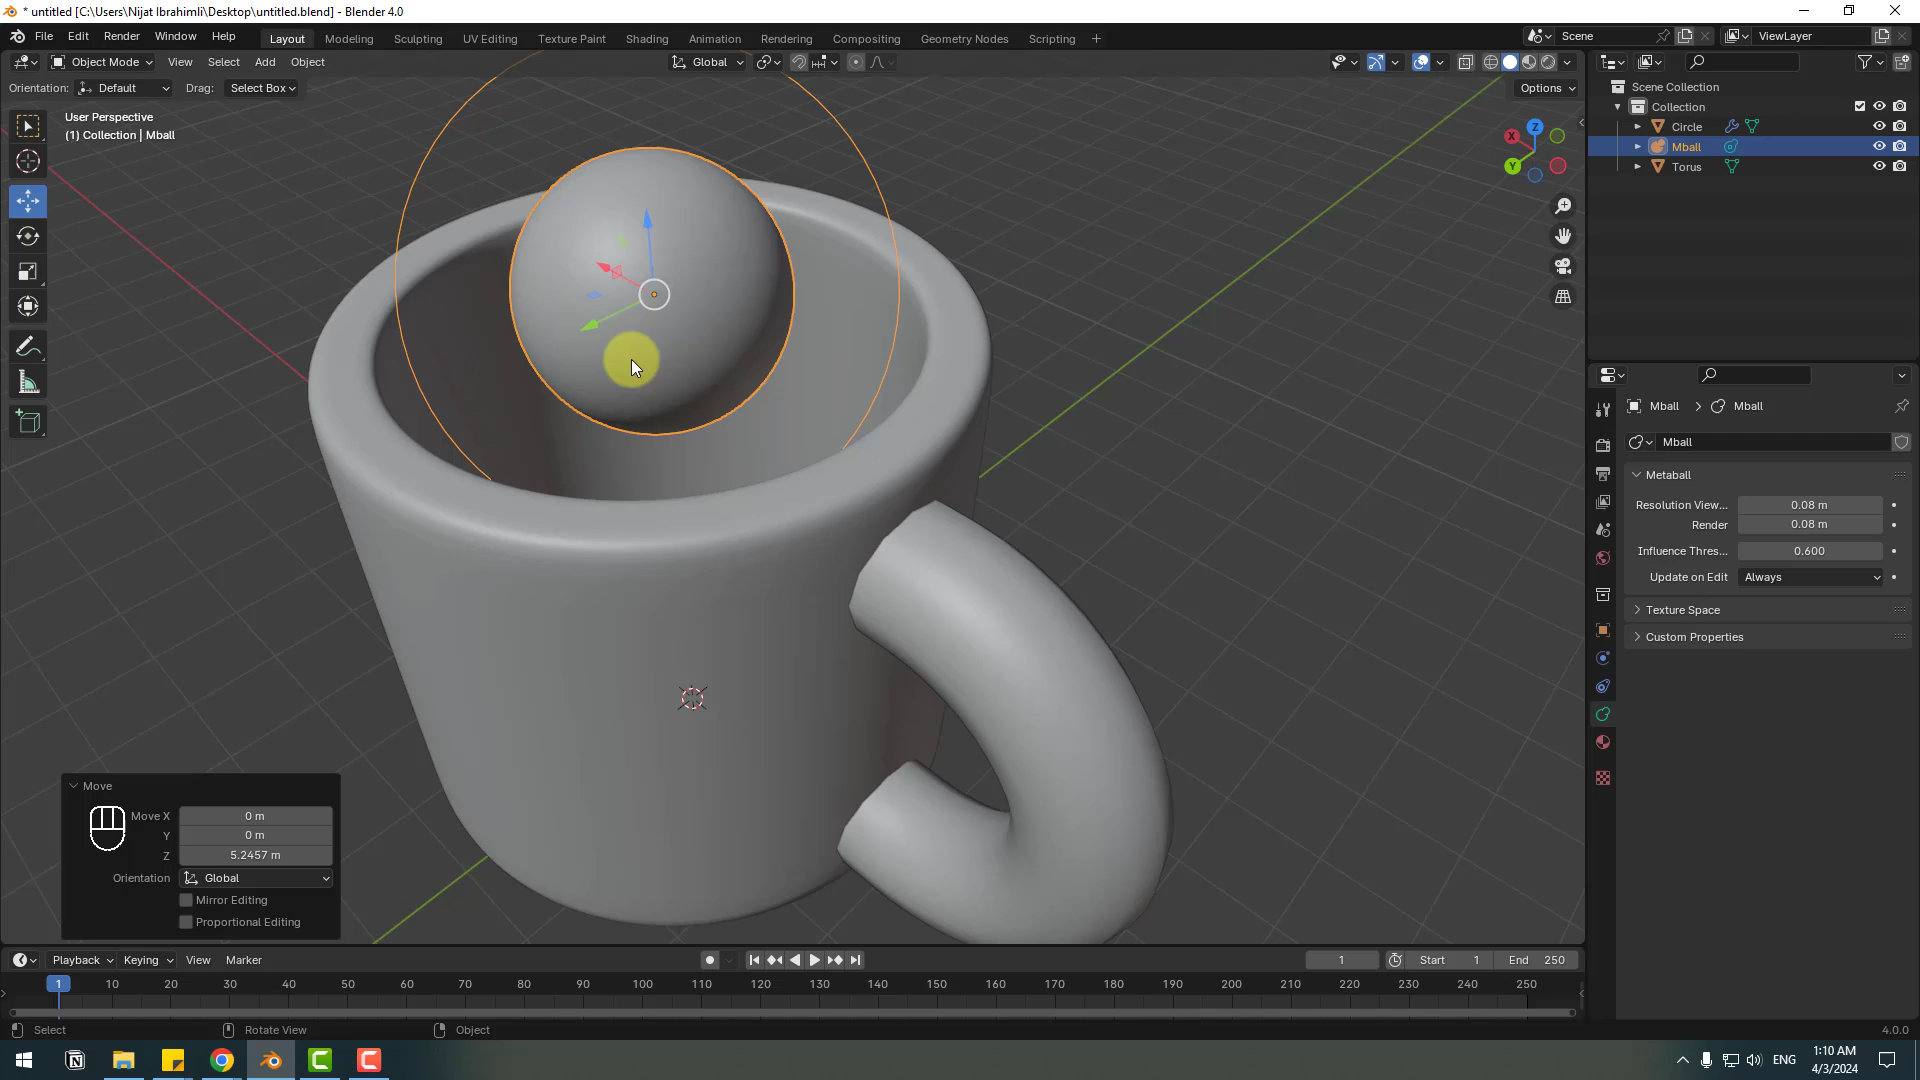 * untitled [C:\Users\Nijat Ibrahimli\Desktop\untitled.blend] - Blender 4.0
File Edit Render Window Help
Layout Modeling Sculpting UV Editing Texture Paint Shading Animation Rendering Compositing Geometry Nodes Scripting +
Scene
ViewLayer
Object Mode View Select Add Object
Global
Orientation: Default Drag: Select Box
Options
User Perspective
(1) Collection | Mball
X
Y
Z
Scene Collection
Collection
Circle
Mball
Torus
Mball > Mball
Mball
Metaball
Resolution View... 0.08 m
Render 0.08 m
Influence Thres... 0.600
Update on Edit Always
Texture Space
Custom Properties
Move
Move X 0 m
Y 0 m
Z 5.2457 m
Orientation Global
Mirror Editing
Proportional Editing
Playback Keying View Marker
1 Start 1 End 250
1 10 20 30 40 50 60 70 80 90 100 110 120 130 140 150 160 170 180 190 200 210 220 230 240 250
Select Rotate View Object
4.0.0
ENG
1:10 AM
4/3/2024